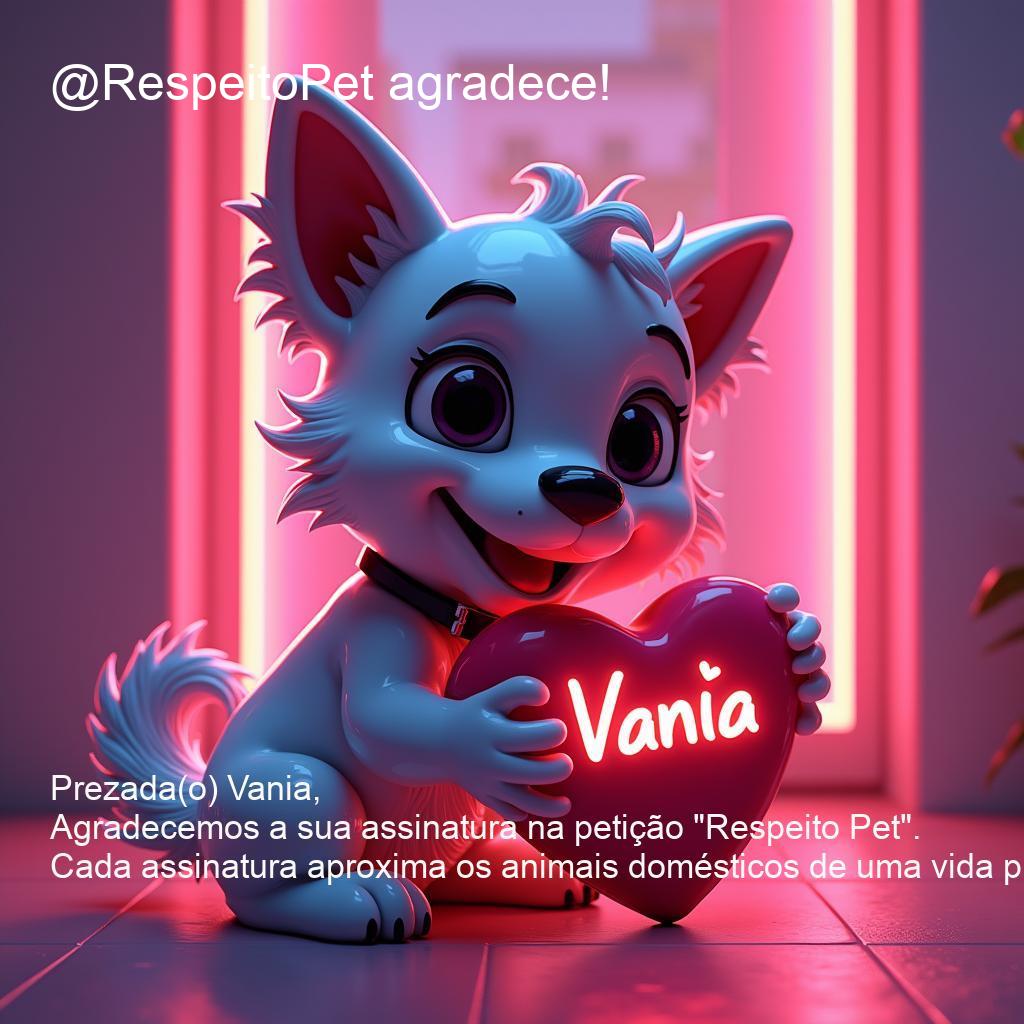 @RespeitoPet agradece!
Vania
Prezada(o) Vania,
Agradecemos a sua assinatura na petição "Respeito Pet".
Cada assinatura aproxima os animais domésticos de uma vida p